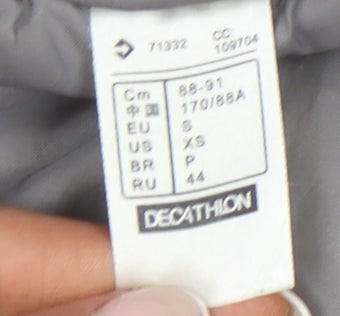 71332 CC:
109704
Cm 88-91
中国 170/88A
EU S
US XS
BR P
RU 44
DECATHLON